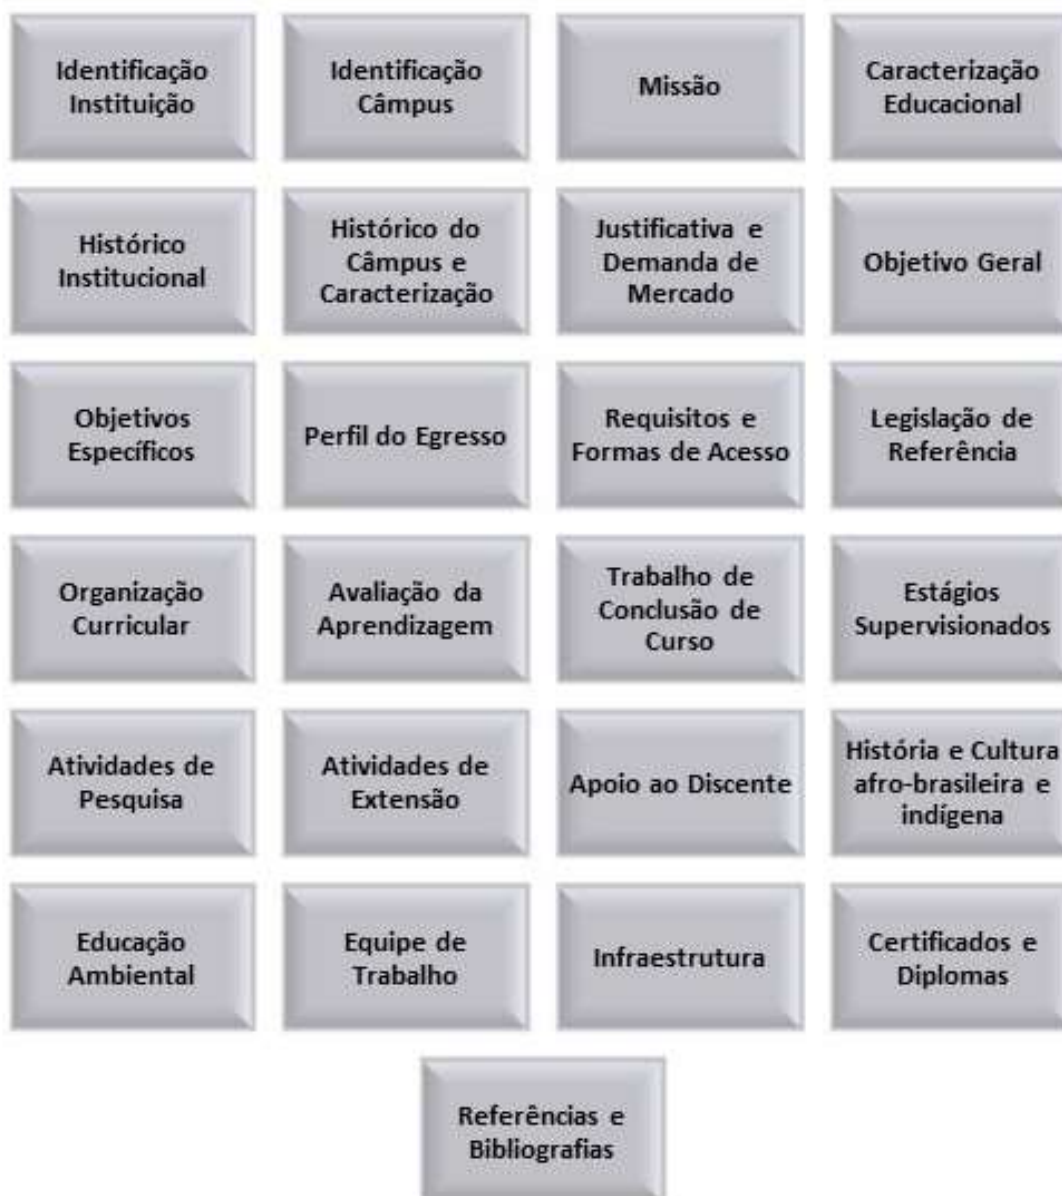 Identificação
Instituição
Identificação
Câmpus
Missão
Caracterização
Educacional
Histórico
Institucional
Histórico do
Câmpus e
Caracterização
Justificativa e
Demanda de
Mercado
Objetivo Geral
Objetivos
Específicos
Perfil do Egresso
Requisitos e
Formas de Acesso
Legislação de
Referência
Organização
Curricular
Avaliação da
Aprendizagem
Trabalho de
Conclusão de
Curso
Estágios
Supervisionados
Atividades de
Pesquisa
Atividades de
Extensão
Apoio ao Discente
História e Cultura
afro-brasileira e
indígena
Educação
Ambiental
Equipe de
Trabalho
Infraestrutura
Certificados e
Diplomas
Referências e
Bibliografias